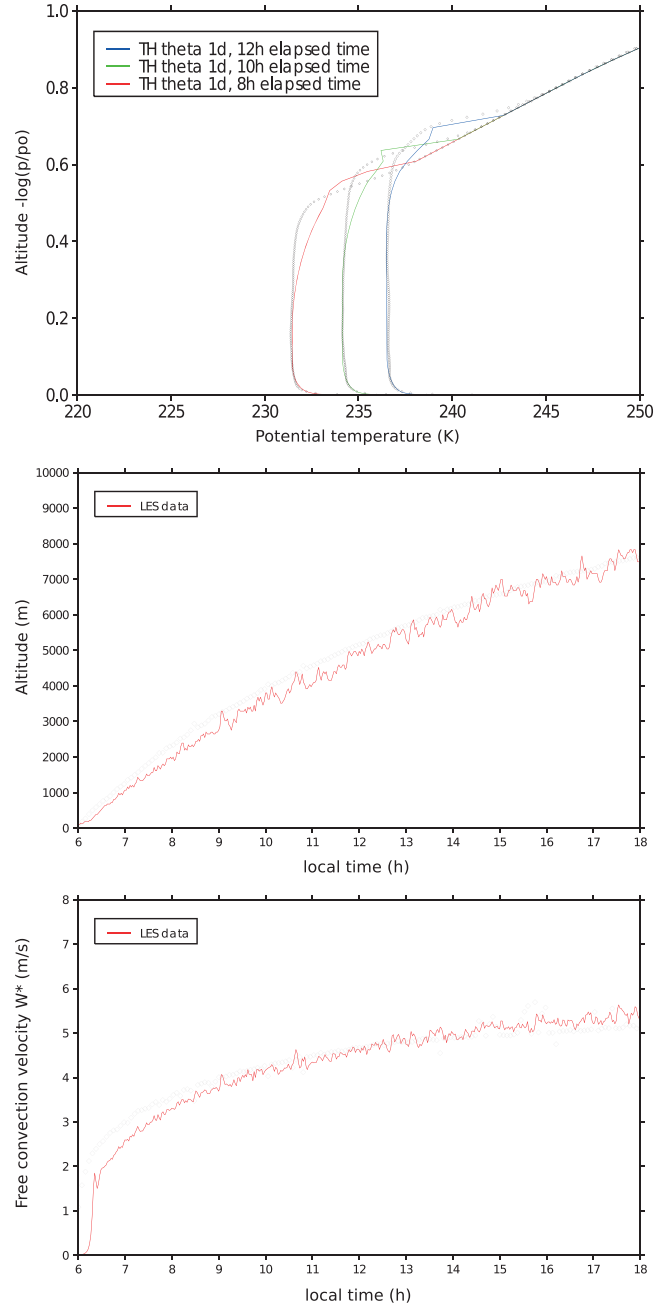 1.0
0.8
0.6
0.4
0.2
0.0
Altitude -log(p/po)
TH theta 1d, 12h elapsed time
TH theta 1d, 10h elapsed time
TH theta 1d, 8h elapsed time
220 225 230 235 240 245 250
Potential temperature (K)
10000
9000
8000
7000
6000
5000
4000
3000
2000
1000
0
Altitude (m)
LES data
6 7 8 9 10 11 12 13 14 15 16 17 18
local time (h)
8
7
6
5
4
3
2
1
0
Free convection velocity W* (m/s)
LES data
6 7 8 9 10 11 12 13 14 15 16 17 18
local time (h)